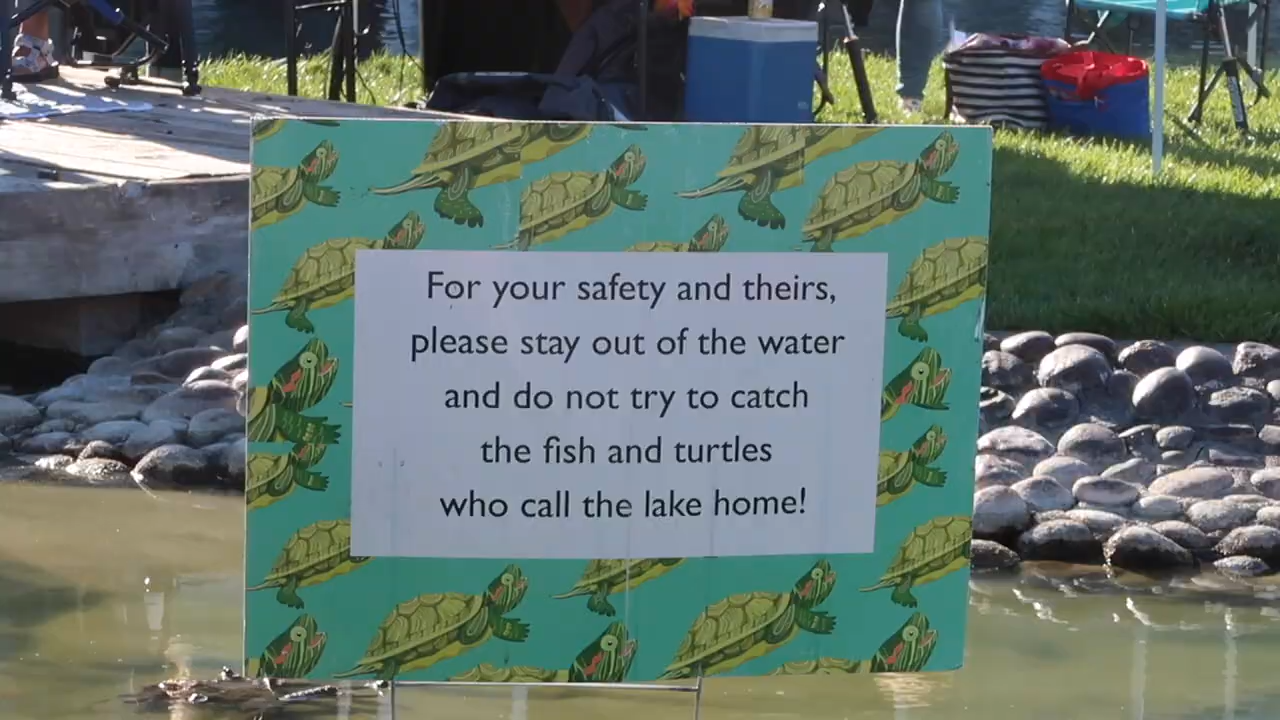 For your safety and theirs,
please stay out of the water
and do not try to catch
the fish and turtles
who call the lake home!